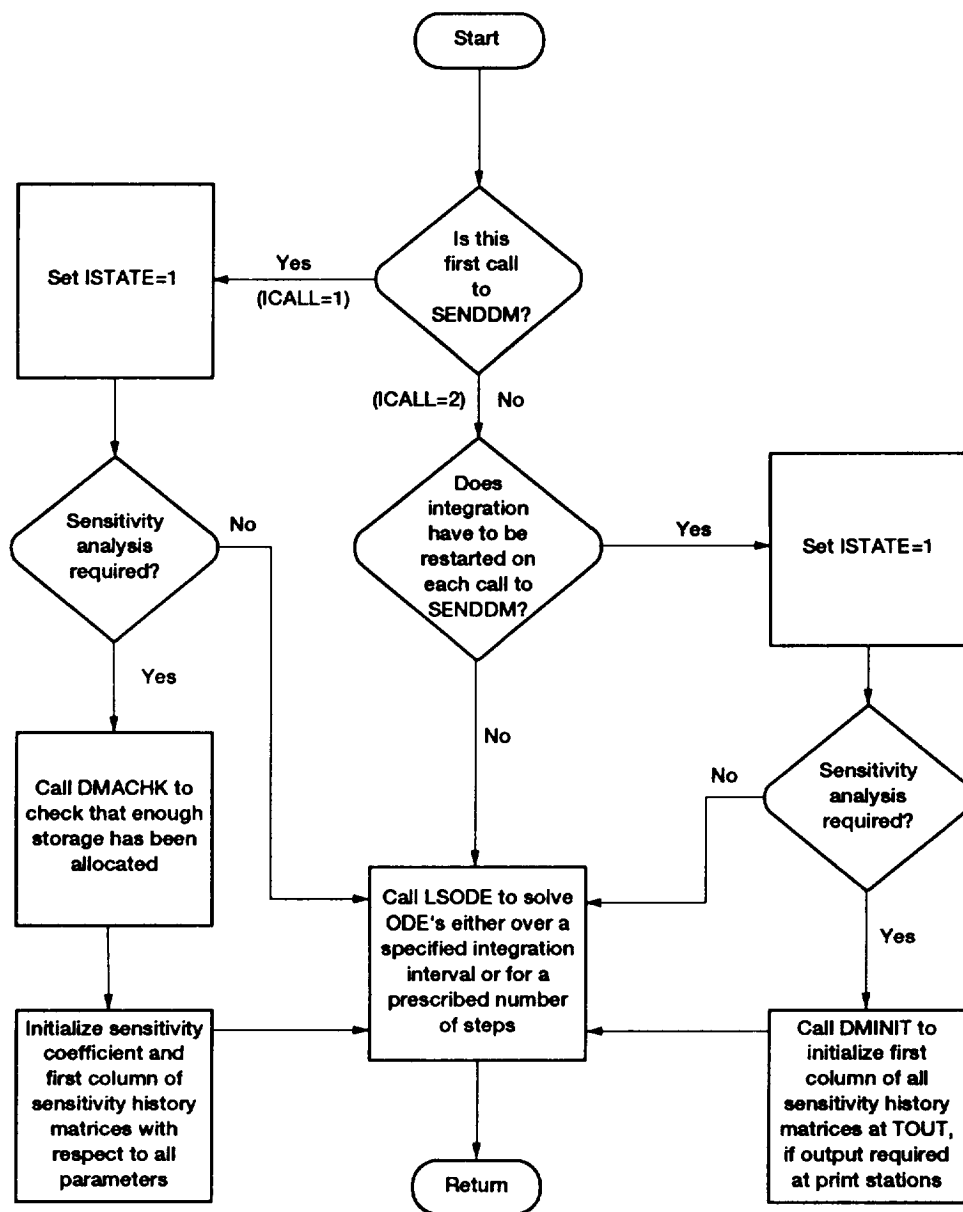 Start
Is this
first call
to
SENDDM?
Yes
(ICALL=1)
Set ISTATE=1
(ICALL=2) No
Does
integration
have to be
restarted on
each call to
SENDDM?
Yes
Set ISTATE=1
Sensitivity
analysis
required?
No
Yes
No
Sensitivity
analysis
required?
No
Yes
Call DMACHK to
check that enough
storage has been
allocated
Call LSODE to solve
ODE's either over a
specified integration
interval or for a
prescribed number
of steps
Initialize sensitivity
coefficient and
first column of
sensitivity history
matrices with
respect to all
parameters
Call DMINIT to
initialize first
column of all
sensitivity history
matrices at TOUT,
if output required
at print stations
Return